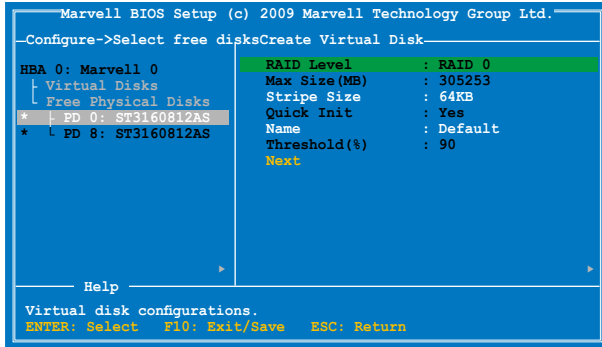 Marvell BIOS Setup (c) 2009 Marvell Technology Group Ltd.
Configure->Select free disksCreate Virtual Disk
HBA 0: Marvell 0
Virtual Disks
Free Physical Disks
* PD 0: ST3160812AS
* PD 8: ST3160812AS
RAID Level : RAID 0
Max Size(MB) : 305253
Stripe Size : 64KB
Quick Init : Yes
Name : Default
Threshold(%) : 90
Next
Help
Virtual disk configurations.
ENTER: Select F10: Exit/Save ESC: Return